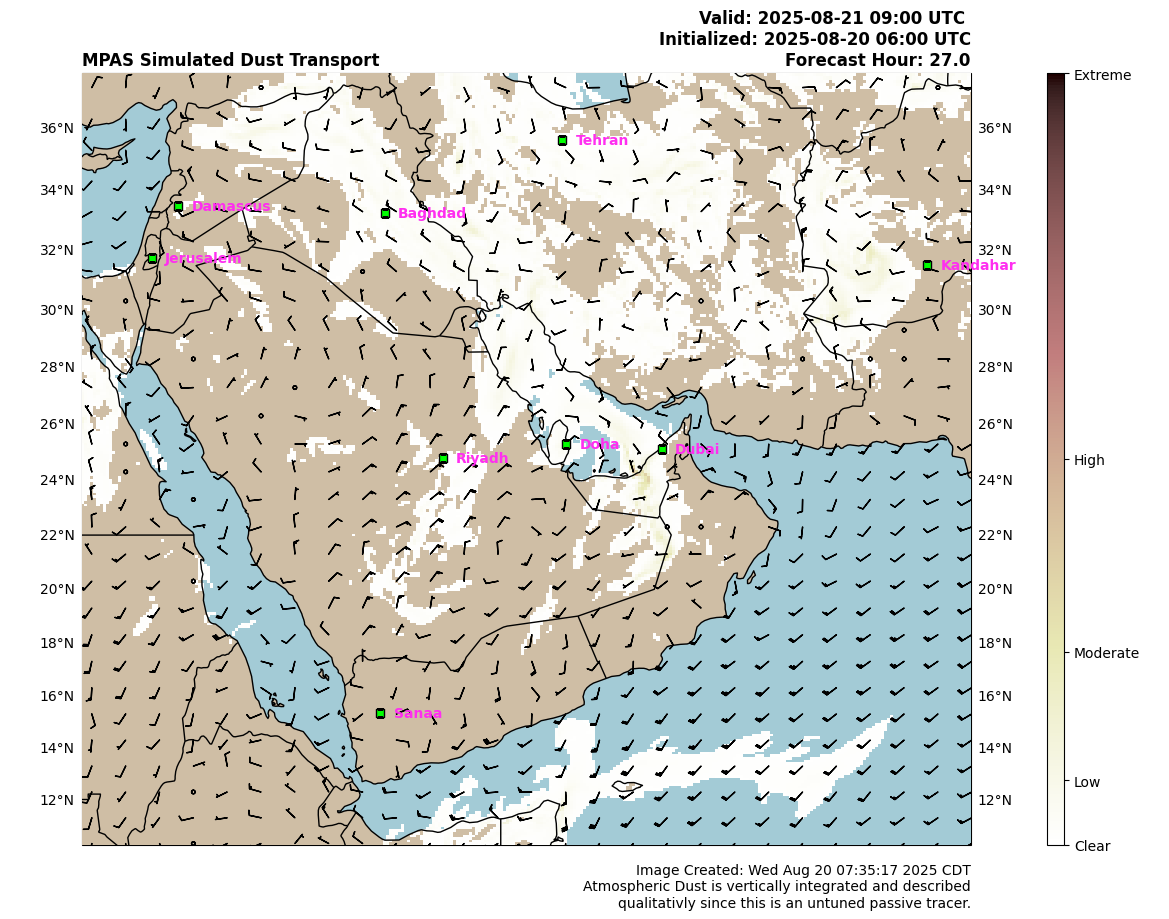 Valid: 2025-08-21 09:00 UTC
Initialized: 2025-08-20 06:00 UTC
MPAS Simulated Dust Transport Forecast Hour: 27.0
Extreme
36°N Tehran 36°N
34°N Damascus Baghdad 34°N
32°N Jerusalem 32°N
Kandahar
30°N 30°N
28°N 28°N
26°N Doha Dubai 26°N
Riyadh High
24°N 24°N
22°N 22°N
20°N 20°N
18°N 18°N
Moderate
16°N Sanaa 16°N
14°N 14°N
Low
12°N 12°N
Clear
Image Created: Wed Aug 20 07:35:17 2025 CDT
Atmospheric Dust is vertically integrated and described
qualitativly since this is an untuned passive tracer.